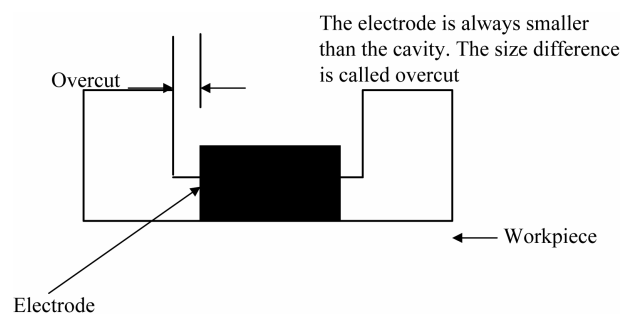 The electrode is always smaller
than the cavity. The size difference
is called overcut
Overcut
Workpiece
Electrode